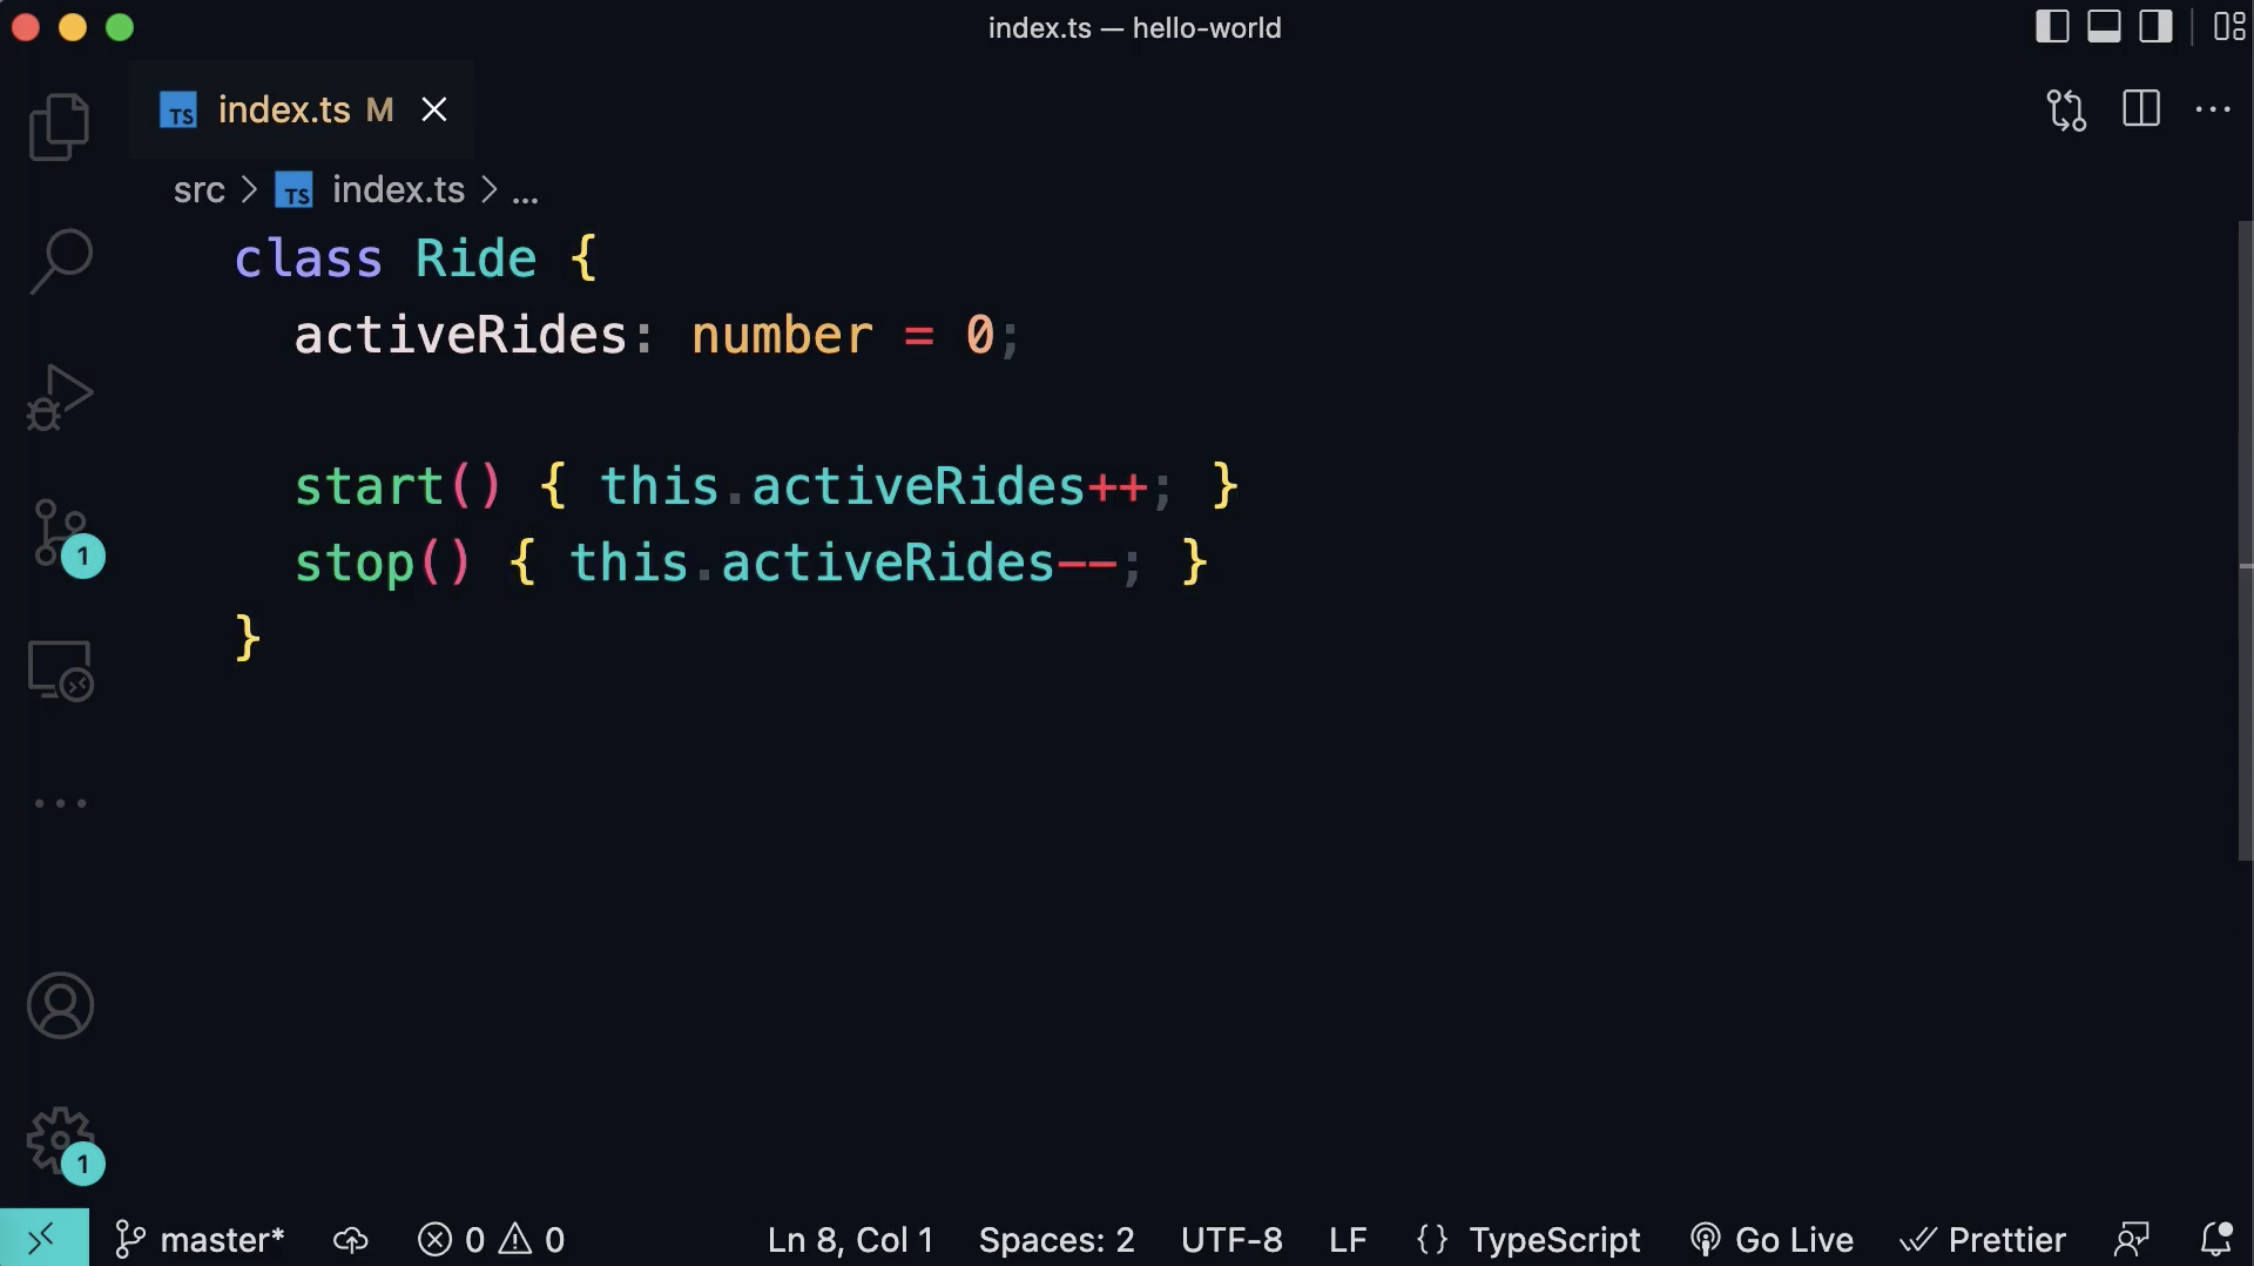 index.ts — hello-world
TS index.ts M
src > TS index.ts > ...
class Ride {
activeRides: number = 0;
start() { this.activeRides++; }
stop() { this.activeRides--; }
}
1
1
master* 0 0 Ln 8, Col 1 Spaces: 2 UTF-8 LF {} TypeScript Go Live Prettier